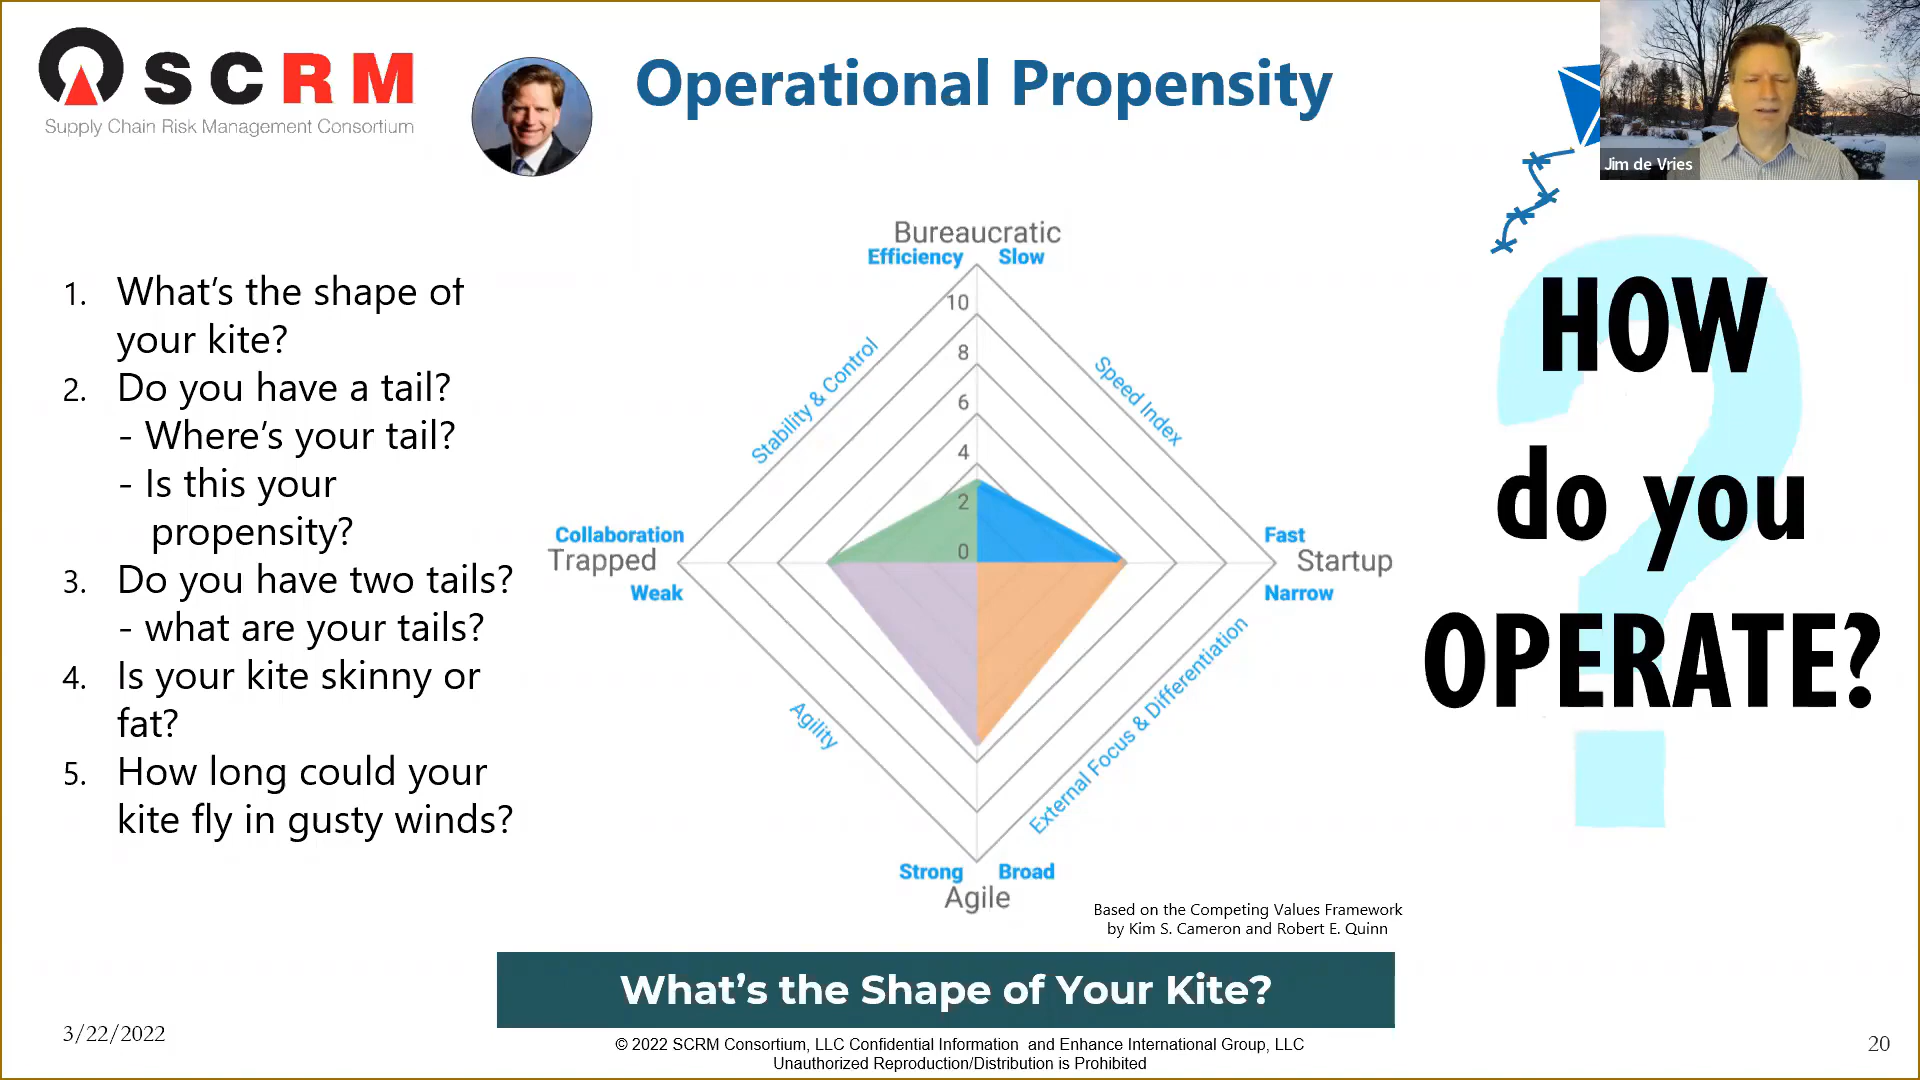 SCRM
Supply Chain Risk Management Consortium
Operational Propensity
Jim de Vries
1. What's the shape of
your kite?
2. Do you have a tail?
- Where's your tail?
- Is this your
propensity?
3. Do you have two tails?
- what are your tails?
4. Is your kite skinny or
fat?
5. How long could your
kite fly in gusty winds?
Bureaucratic
Efficiency Slow
10
8
6
4
2
0
Stability & Control
Speed Index
Collaboration
Trapped
Weak
Fast
Startup
Narrow
Agility
External Focus & Differentiation
Strong Broad
Agile
Based on the Competing Values Framework
by Kim S. Cameron and Robert E. Quinn
HOW
do you
OPERATE?
What's the Shape of Your Kite?
3/22/2022
© 2022 SCRM Consortium, LLC Confidential Information and Enhance International Group, LLC
Unauthorized Reproduction/Distribution is Prohibited
20